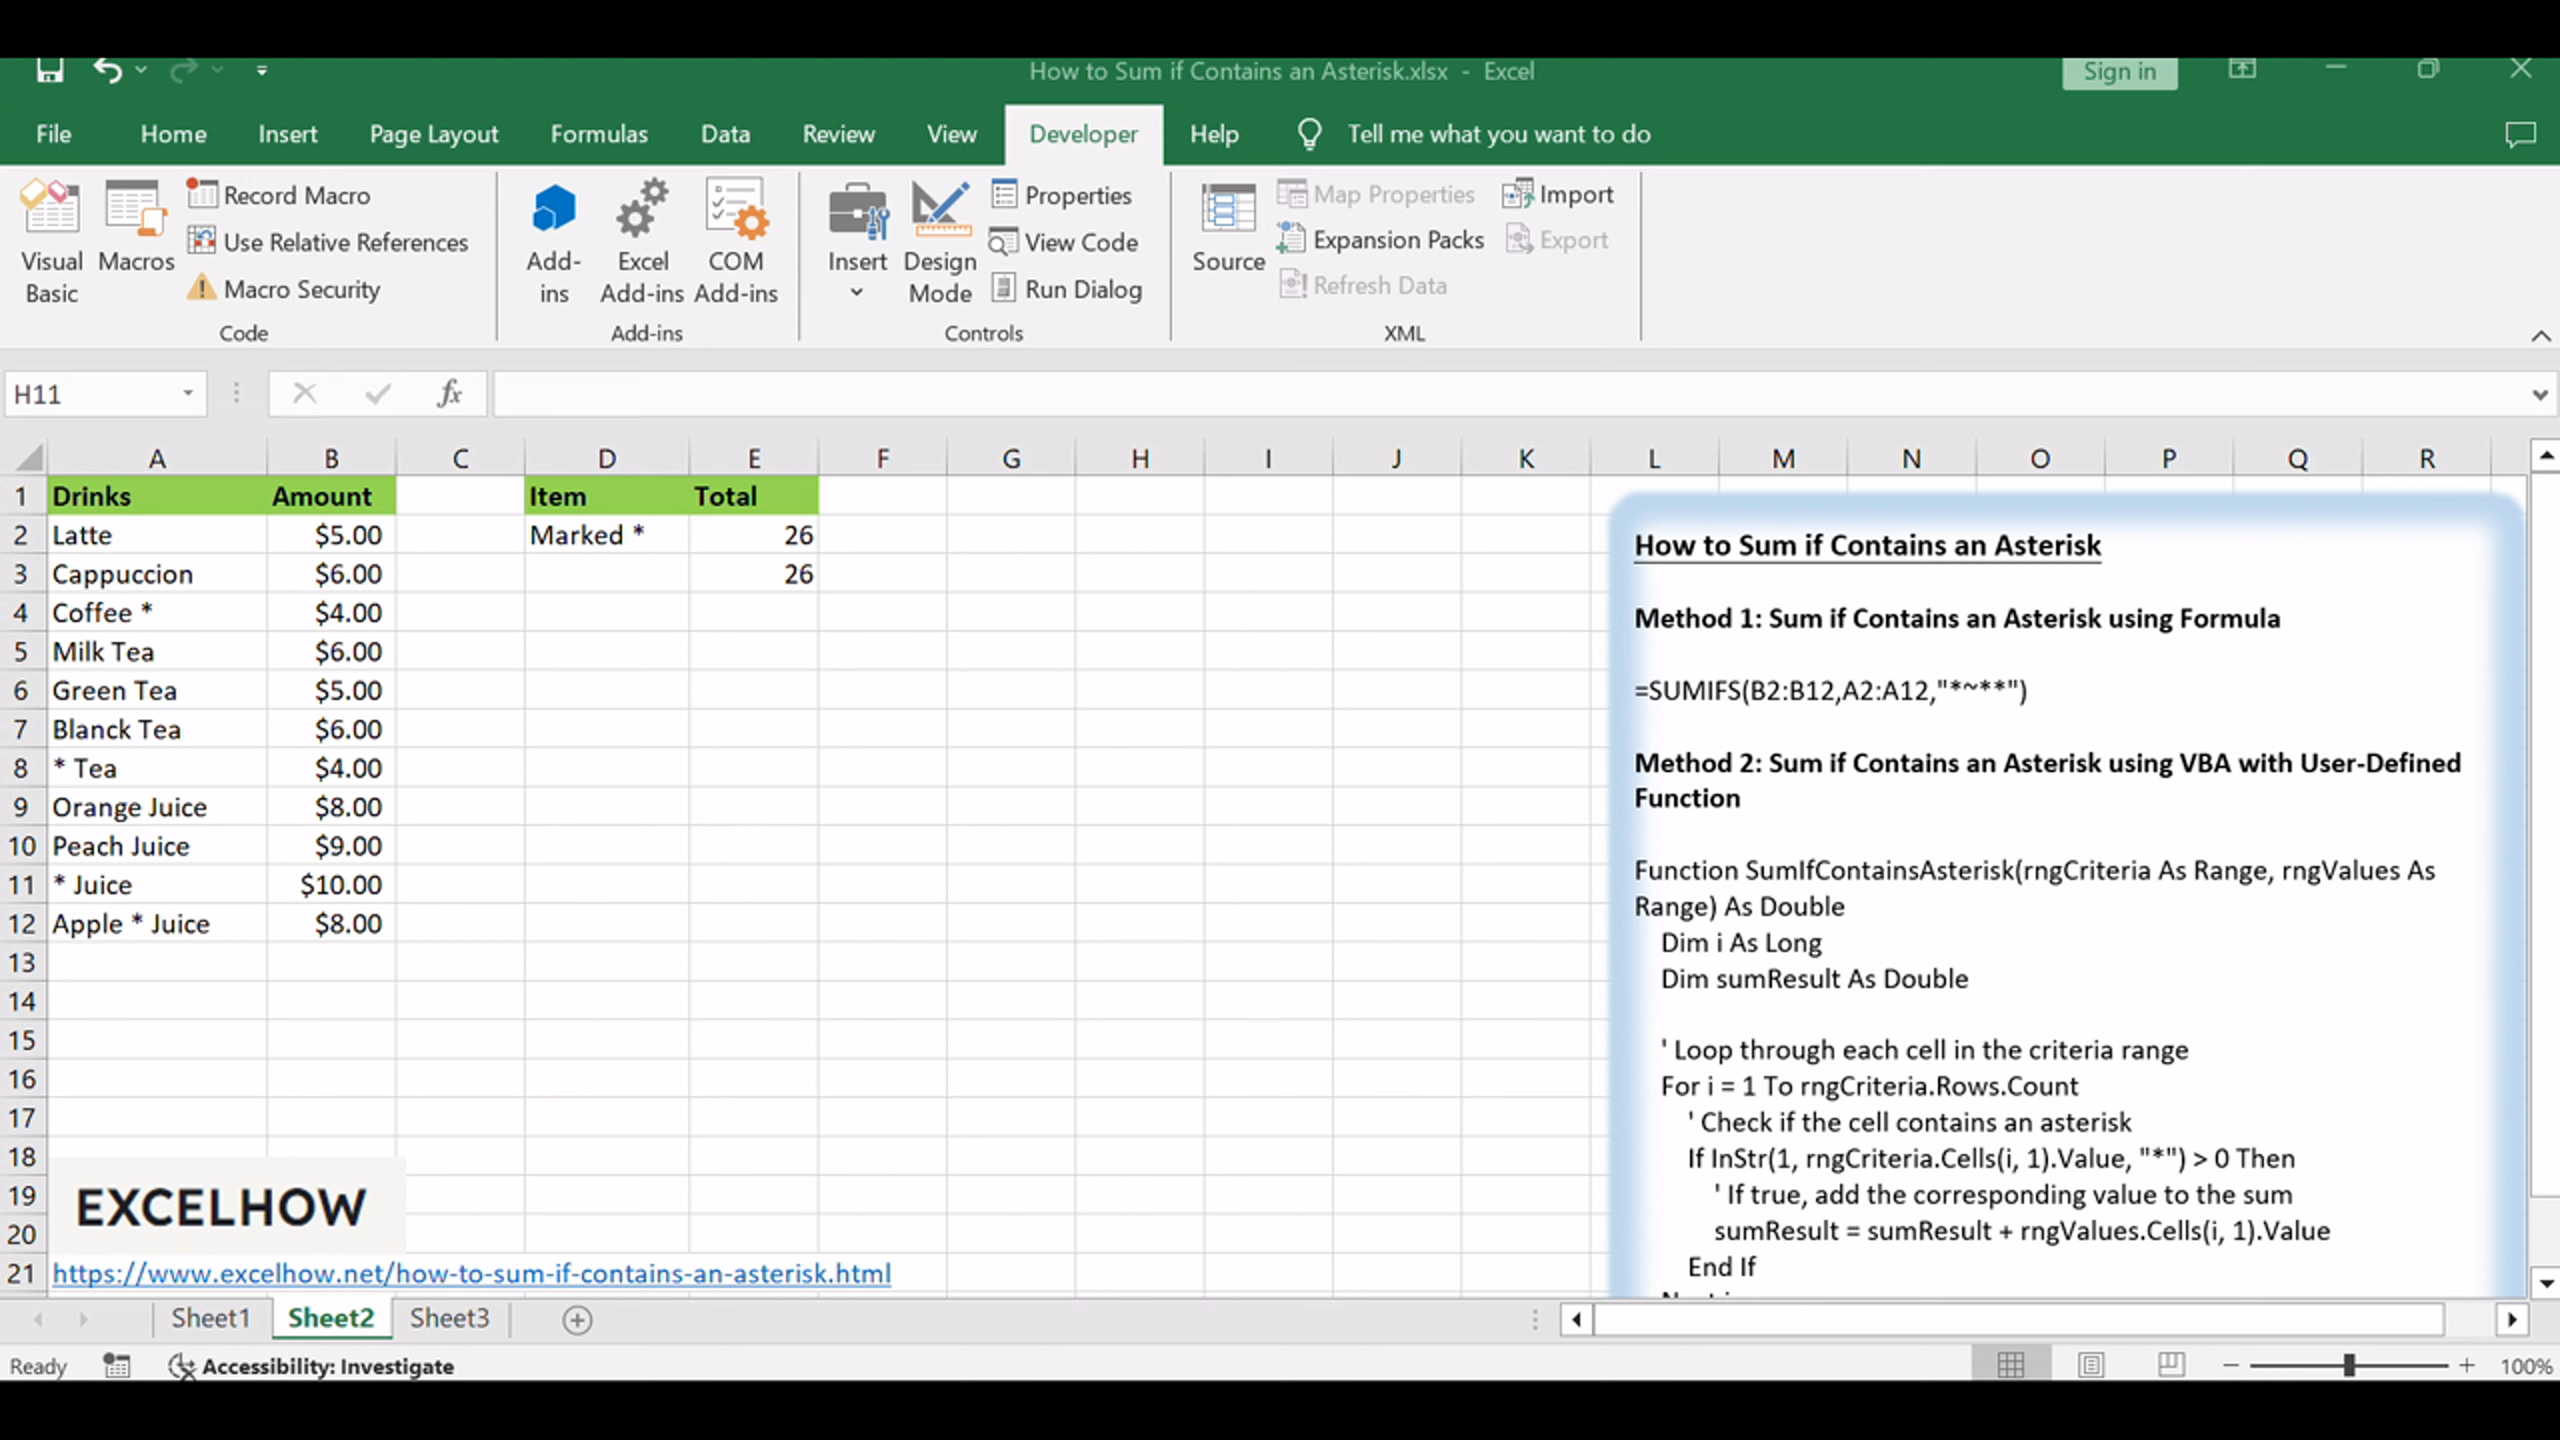 How to Sum if Contains an Asterisk.xlsx - Excel
Sign in
File Home Insert Page Layout Formulas Data Review View Developer Help Tell me what you want to do
Visual Basic
Macros
Record Macro
Use Relative References
Macro Security
Code
Add-ins
Excel Add-ins
COM Add-ins
Add-ins
Insert
Design Mode
Properties
View Code
Run Dialog
Controls
Source
Map Properties
Expansion Packs
Refresh Data
Import
Export
XML
H11
fx
A B C D E F G H I J K L M N O P Q R
1 Drinks Amount Item Total
2 Latte $5.00 Marked * 26
3 Cappuccion $6.00 26
4 Coffee * $4.00
5 Milk Tea $6.00
6 Green Tea $5.00
7 Blanck Tea $6.00
8 * Tea $4.00
9 Orange Juice $8.00
10 Peach Juice $9.00
11 * Juice $10.00
12 Apple * Juice $8.00
13
14
15
16
17
18
19
20
EXCELHOW
21 https://www.excelhow.net/how-to-sum-if-contains-an-asterisk.html
How to Sum if Contains an Asterisk
Method 1: Sum if Contains an Asterisk using Formula
=SUMIFS(B2:B12,A2:A12,"*~**")
Method 2: Sum if Contains an Asterisk using VBA with User-Defined
Function
Function SumIfContainsAsterisk(rngCriteria As Range, rngValues As
Range) As Double
Dim i As Long
Dim sumResult As Double
' Loop through each cell in the criteria range
For i = 1 To rngCriteria.Rows.Count
' Check if the cell contains an asterisk
If InStr(1, rngCriteria.Cells(i, 1).Value, "*") > 0 Then
' If true, add the corresponding value to the sum
sumResult = sumResult + rngValues.Cells(i, 1).Value
End If
Sheet1 Sheet2 Sheet3
Ready
Accessibility: Investigate
100%